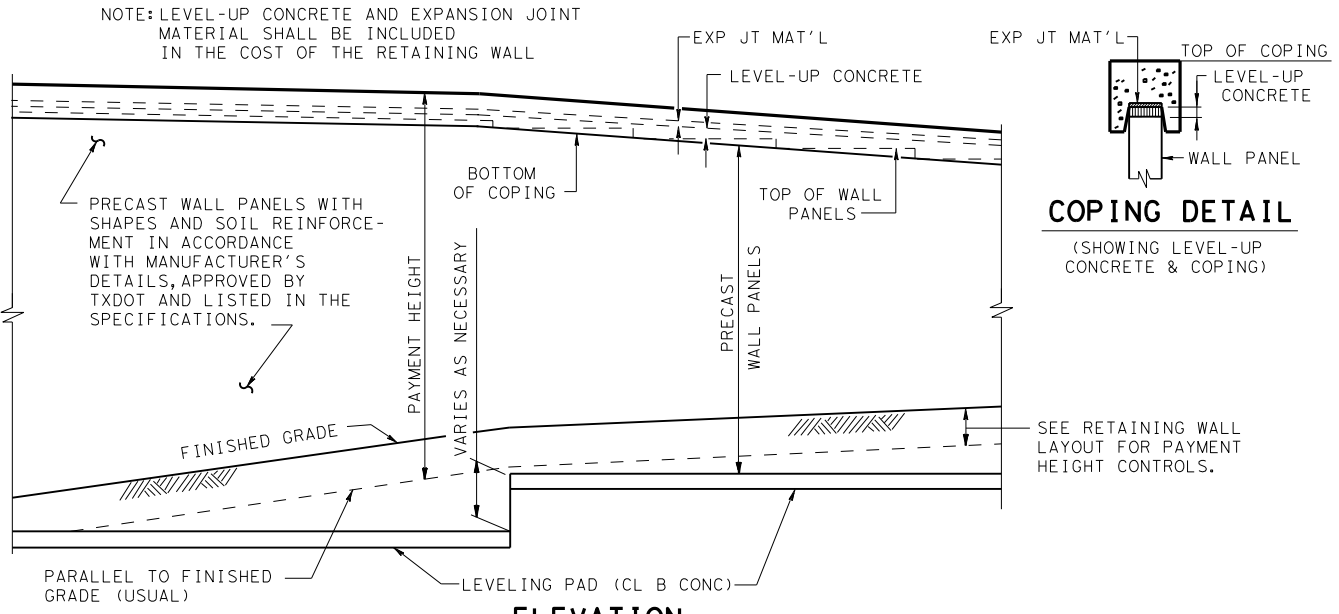 NOTE: LEVEL-UP CONCRETE AND EXPANSION JOINT
MATERIAL SHALL BE INCLUDED
IN THE COST OF THE RETAINING WALL
EXP JT MAT'L
LEVEL-UP CONCRETE
EXP JT MAT'L
TOP OF COPING
LEVEL-UP
CONCRETE
WALL PANEL
COPING DETAIL
(SHOWING LEVEL-UP
CONCRETE & COPING)
BOTTOM
OF COPING
TOP OF WALL
PANELS
PRECAST WALL PANELS WITH
SHAPES AND SOIL REINFORCE-
MENT IN ACCORDANCE
WITH MANUFACTURER'S
DETAILS, APPROVED BY
TXDOT AND LISTED IN THE
SPECIFICATIONS.
PAYMENT HEIGHT
VARIES AS NECESSARY
PRECAST
WALL PANELS
FINISHED GRADE
SEE RETAINING WALL
LAYOUT FOR PAYMENT
HEIGHT CONTROLS.
PARALLEL TO FINISHED
GRADE (USUAL)
LEVELING PAD (CL B CONC)
ELEVATION